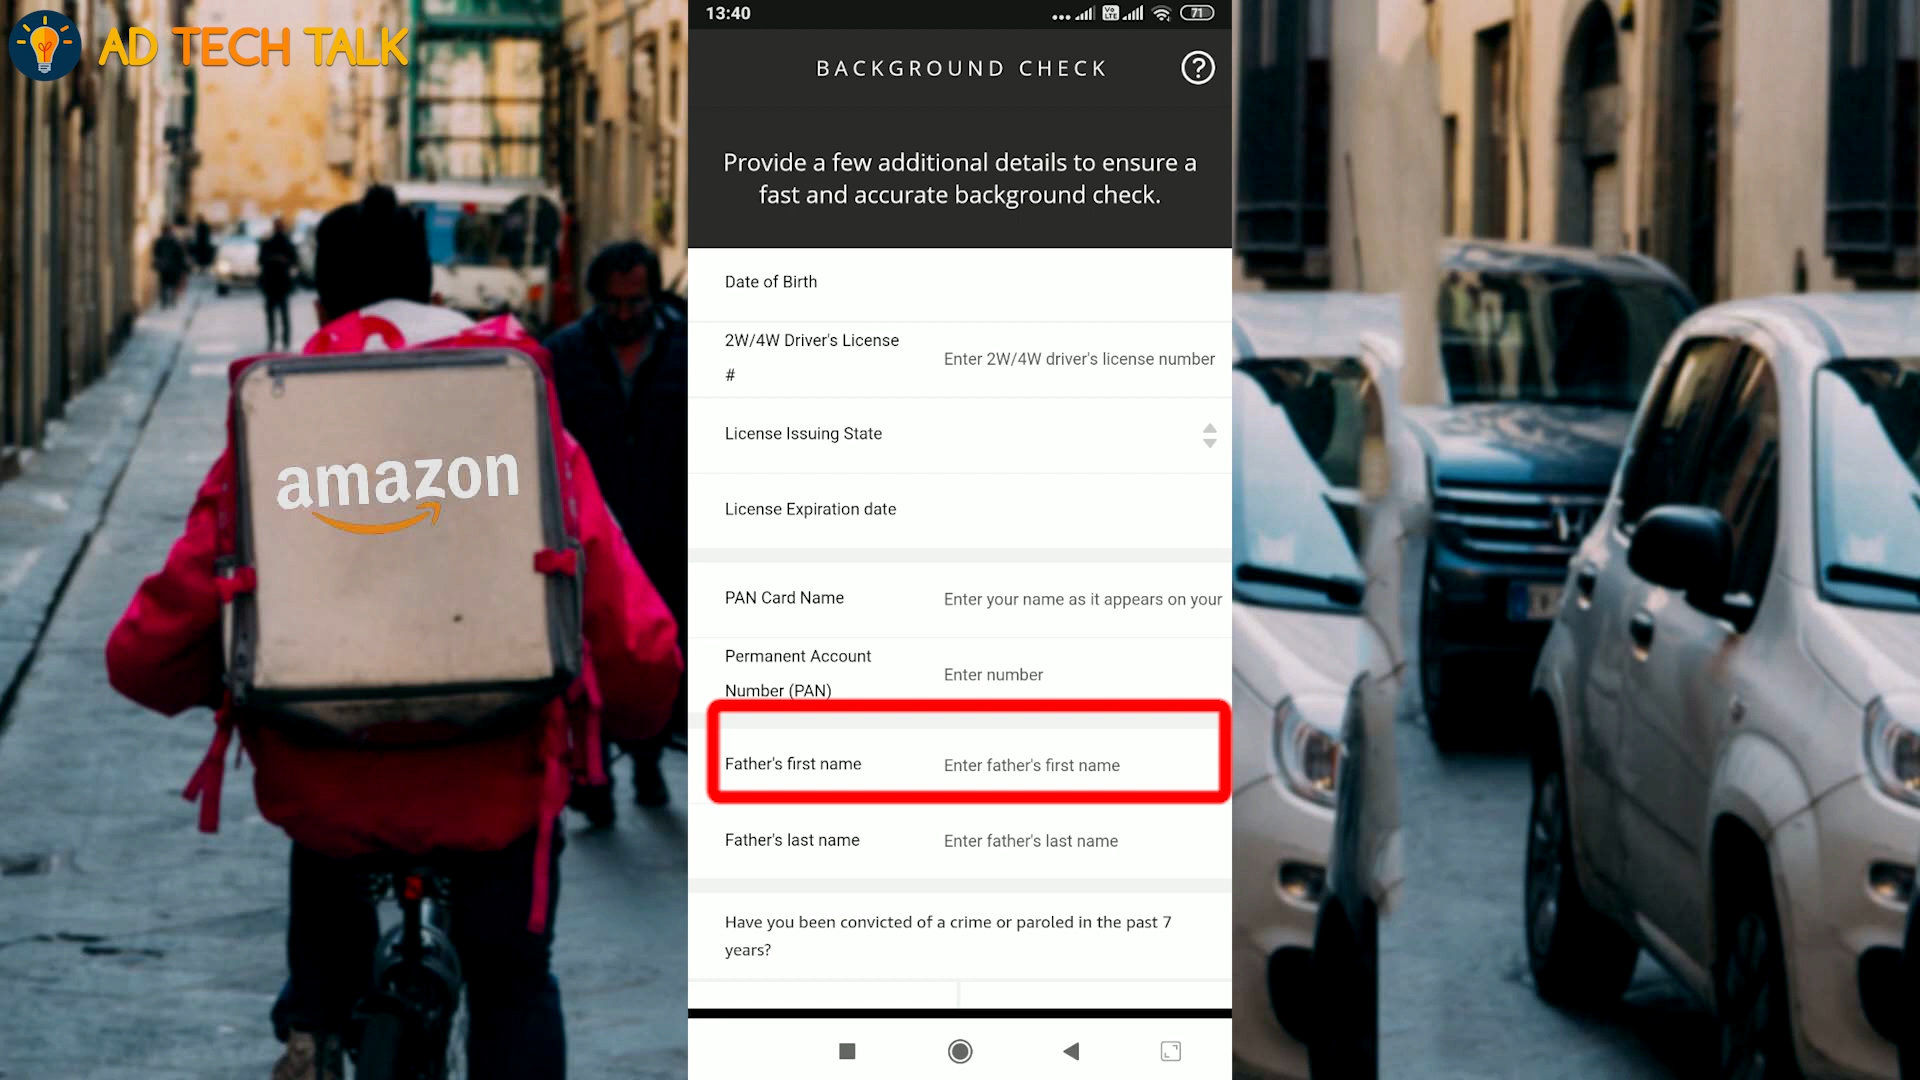 AD TECH TALK
amazon
13:40
Vo LTE
71
BACKGROUND CHECK
?
Provide a few additional details to ensure a
fast and accurate background check.
Date of Birth
2W/4W Driver's License
#
Enter 2W/4W driver's license number
License Issuing State
License Expiration date
PAN Card Name
Enter your name as it appears on your
Permanent Account
Number (PAN)
Enter number
Father's first name
Enter father's first name
Father's last name
Enter father's last name
Have you been convicted of a crime or paroled in the past 7
years?